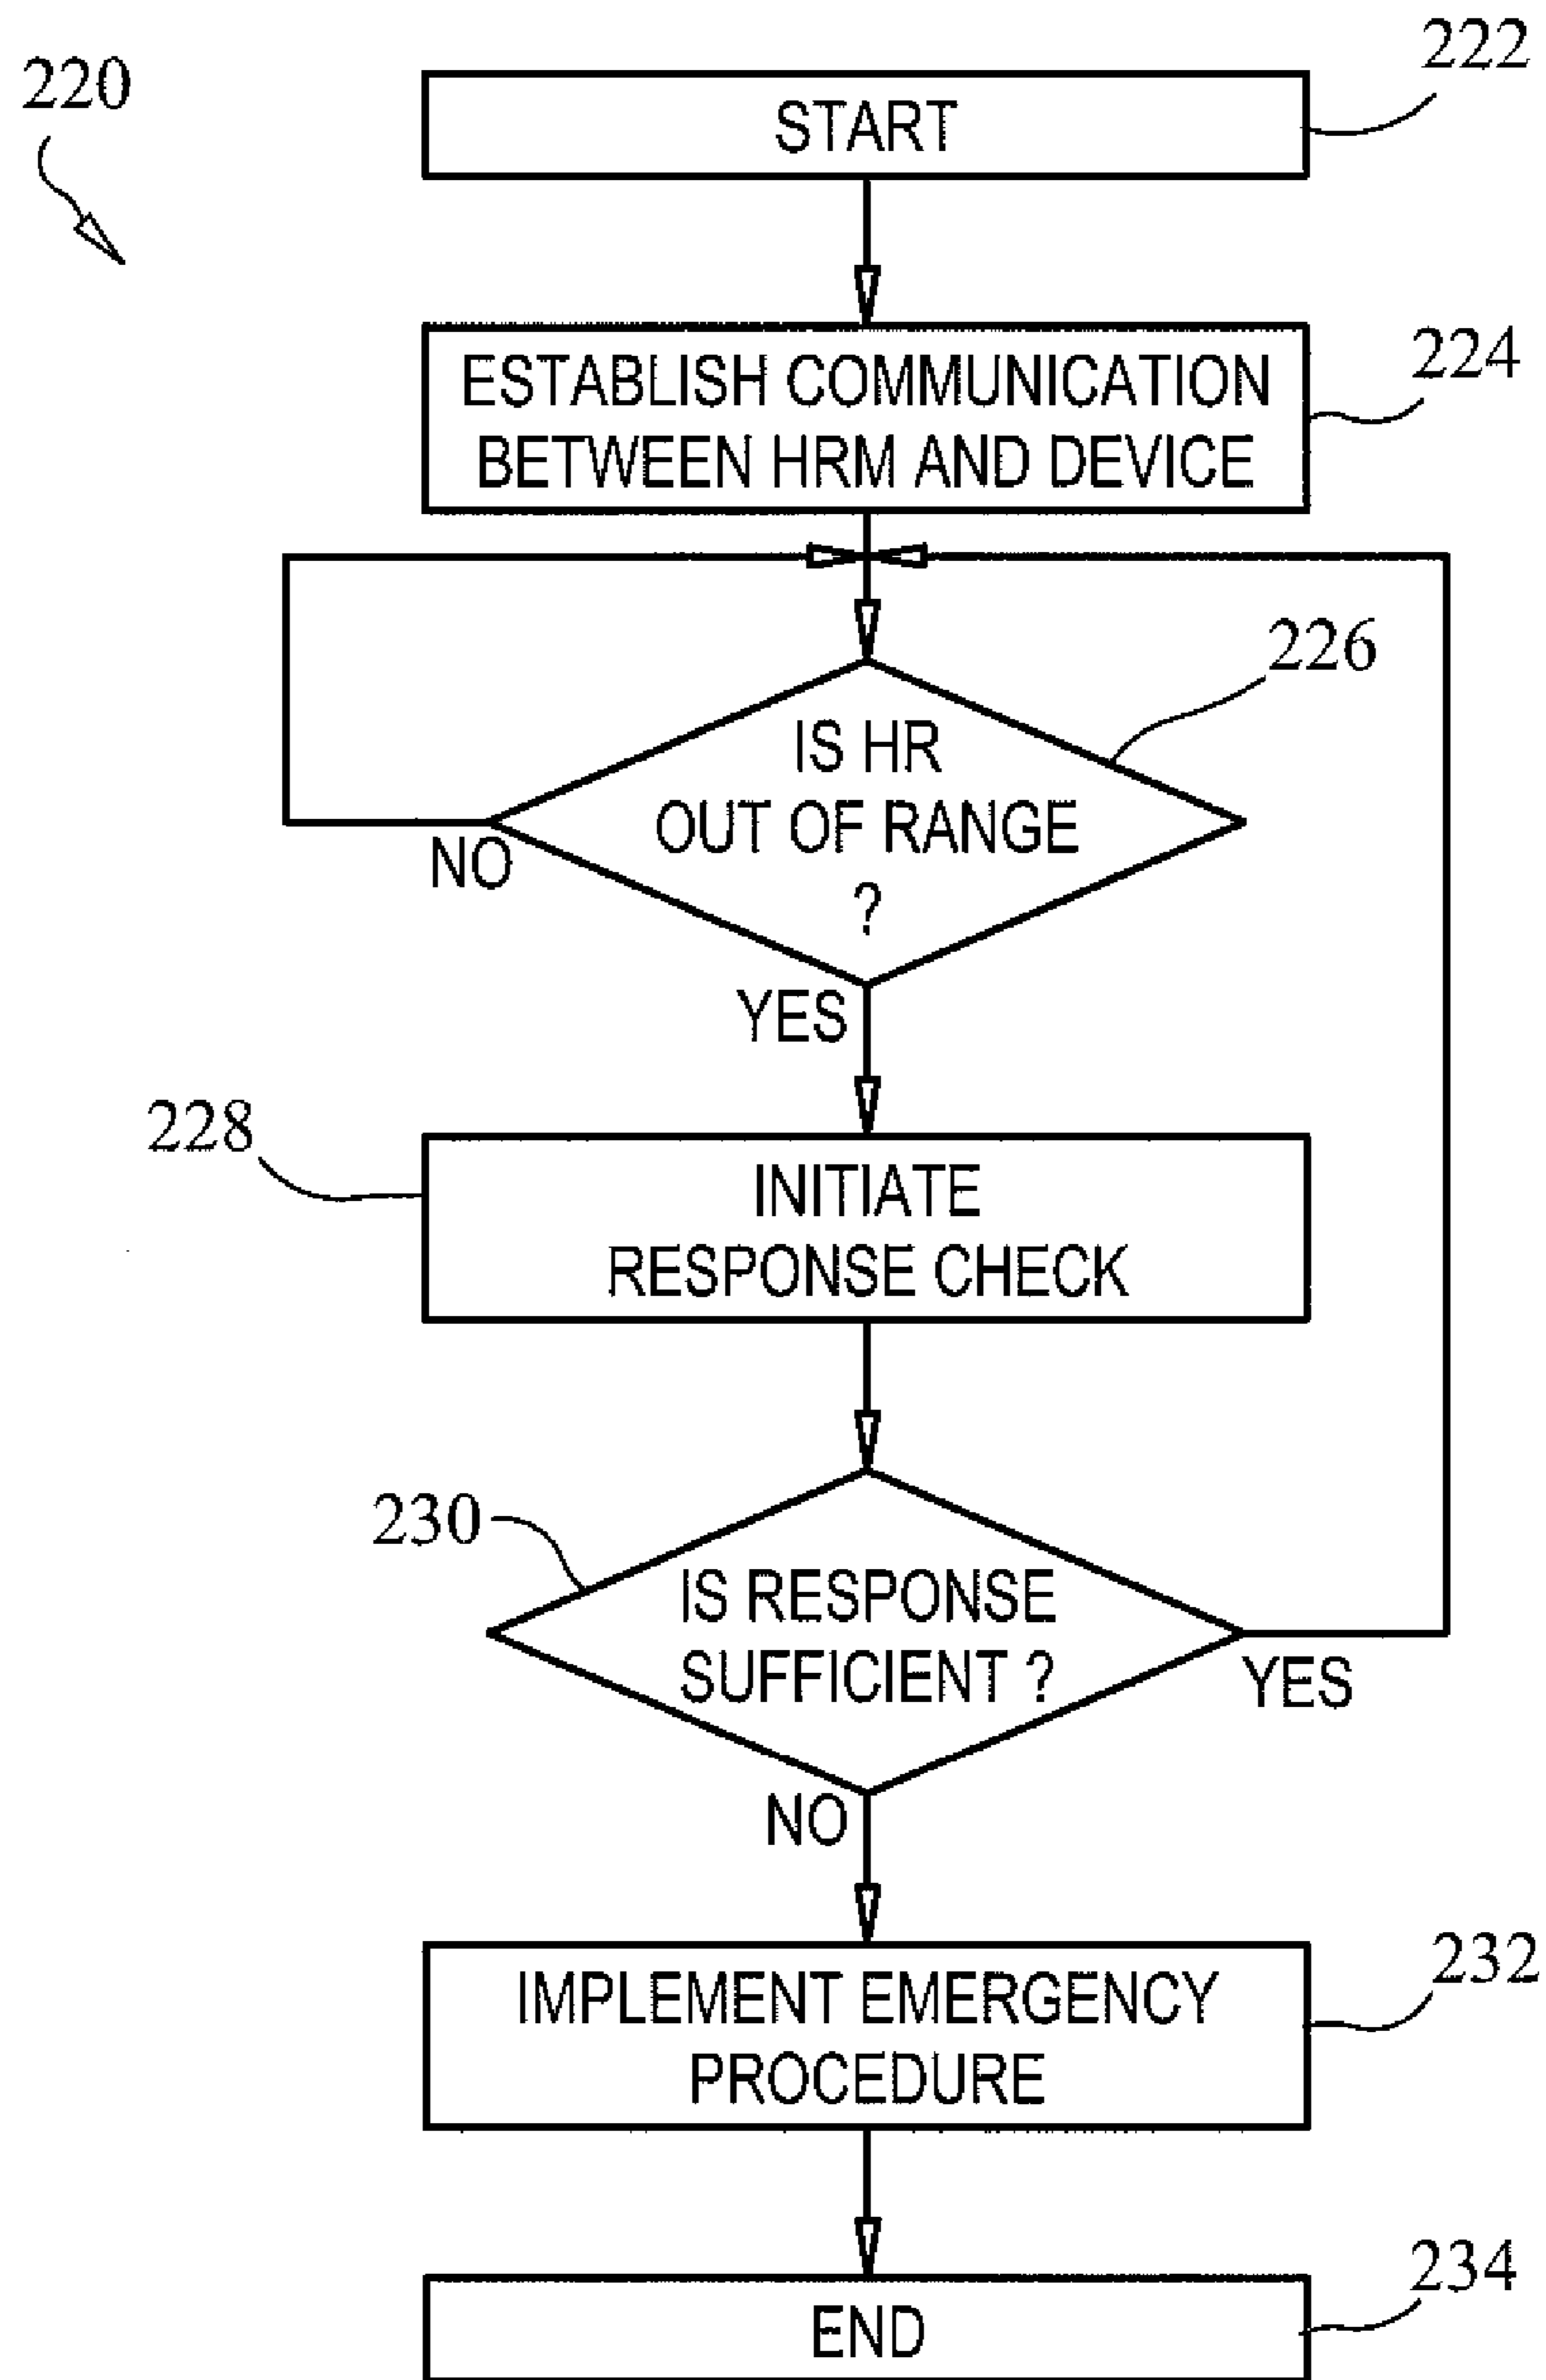 222
220
START
224
ESTABLISH COMMUNICATION
BETWEEN HRM AND DEVICE
226
IS HR
OUT OF RANGE
?
NO
YES
228
INITIATE
RESPONSE CHECK
230
IS RESPONSE
SUFFICIENT ?
YES
NO
232
IMPLEMENT EMERGENCY
PROCEDURE
234
END